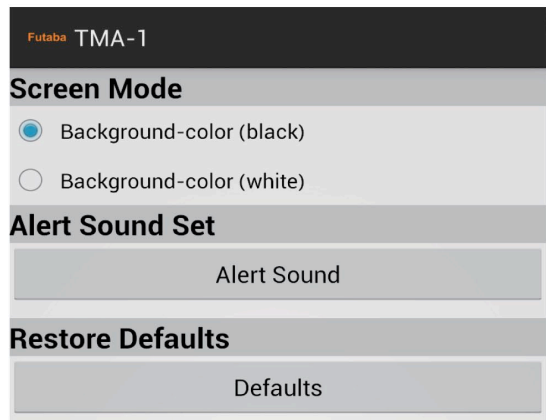 Futaba TMA-1
Screen Mode
Background-color (black)
Background-color (white)
Alert Sound Set
Alert Sound
Restore Defaults
Defaults